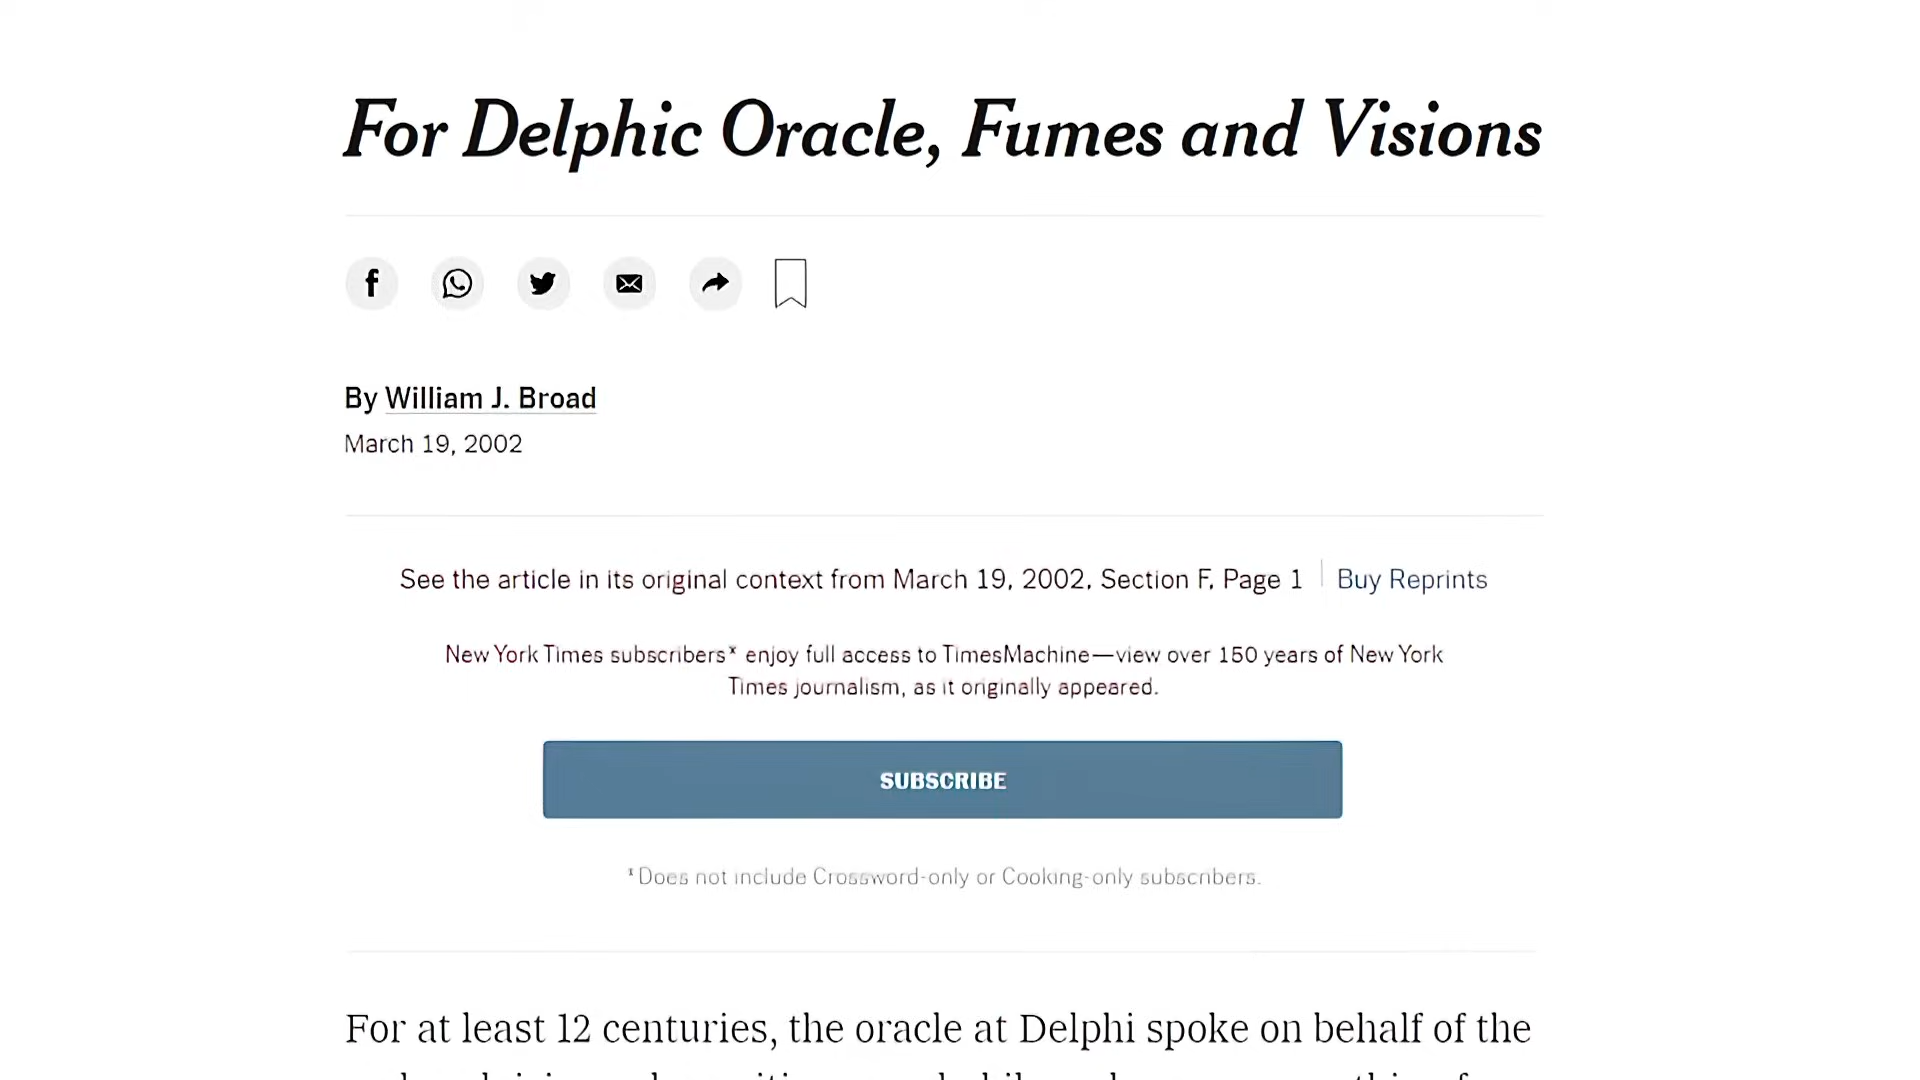 For Delphic Oracle, Fumes and Visions
By William J. Broad
March 19, 2002
See the article in its original context from March 19, 2002, Section F, Page 1 Buy Reprints
New York Times subscribers* enjoy full access to TimesMachine—view over 150 years of New York
Times journalism, as it originally appeared.
SUBSCRIBE
*Does not include Crossword-only or Cooking-only subscribers.
For at least 12 centuries, the oracle at Delphi spoke on behalf of the